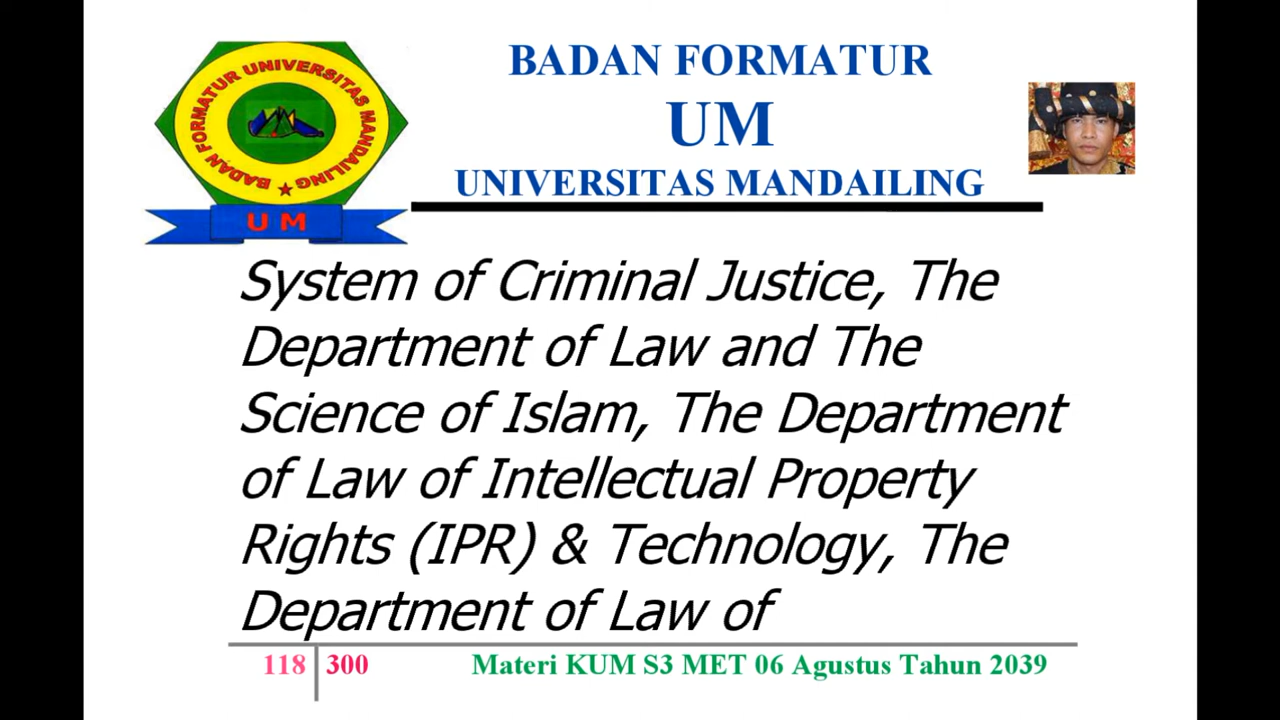 BADAN FORMATUR UNIVERSITAS MANDAILING
UM
BADAN FORMATUR
UM
UNIVERSITAS MANDAILING
System of Criminal Justice, The
Department of Law and The
Science of Islam, The Department
of Law of Intellectual Property
Rights (IPR) & Technology, The
Department of Law of
118 300 Materi KUM S3 MET 06 Agustus Tahun 2039